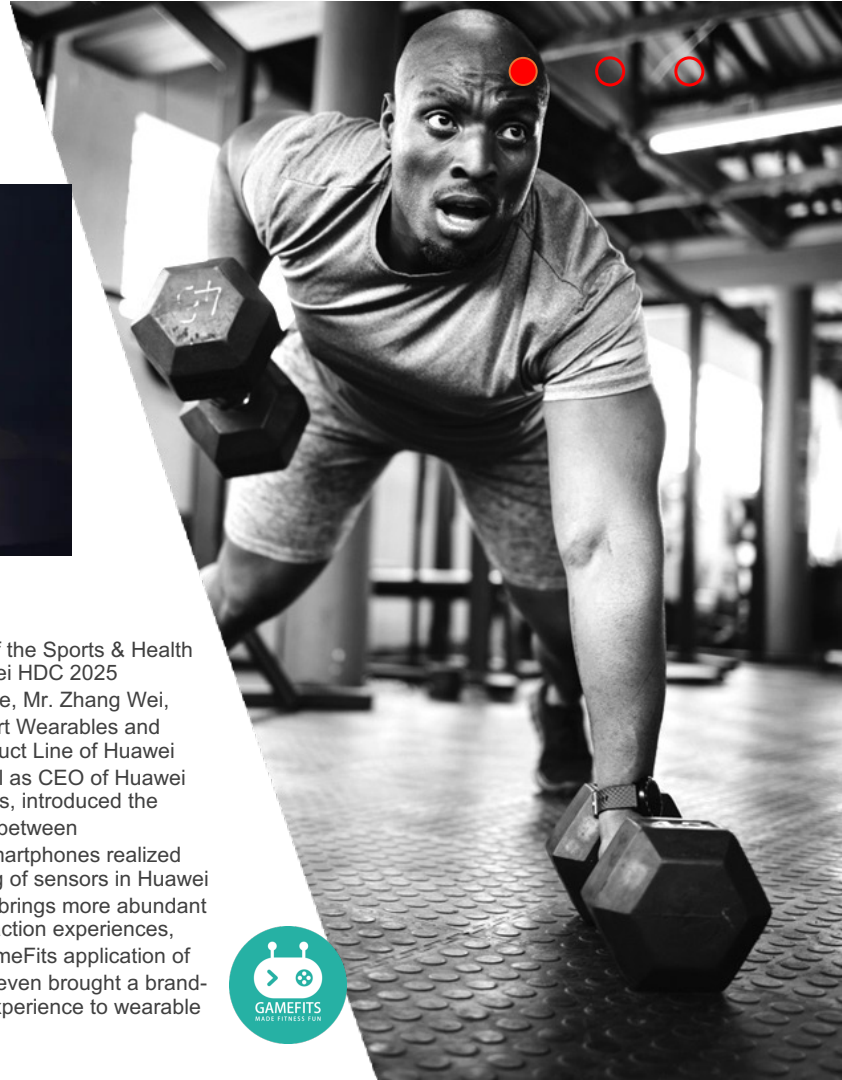 f the Sports & Health
ei HDC 2025
e, Mr. Zhang Wei,
rt Wearables and
uct Line of Huawei
l as CEO of Huawei
s, introduced the
between
martphones realized
g of sensors in Huawei
brings more abundant
ction experiences,
meFits application of
even brought a brand-
xperience to wearable
GAMEFITS
MADE FITNESS FUN